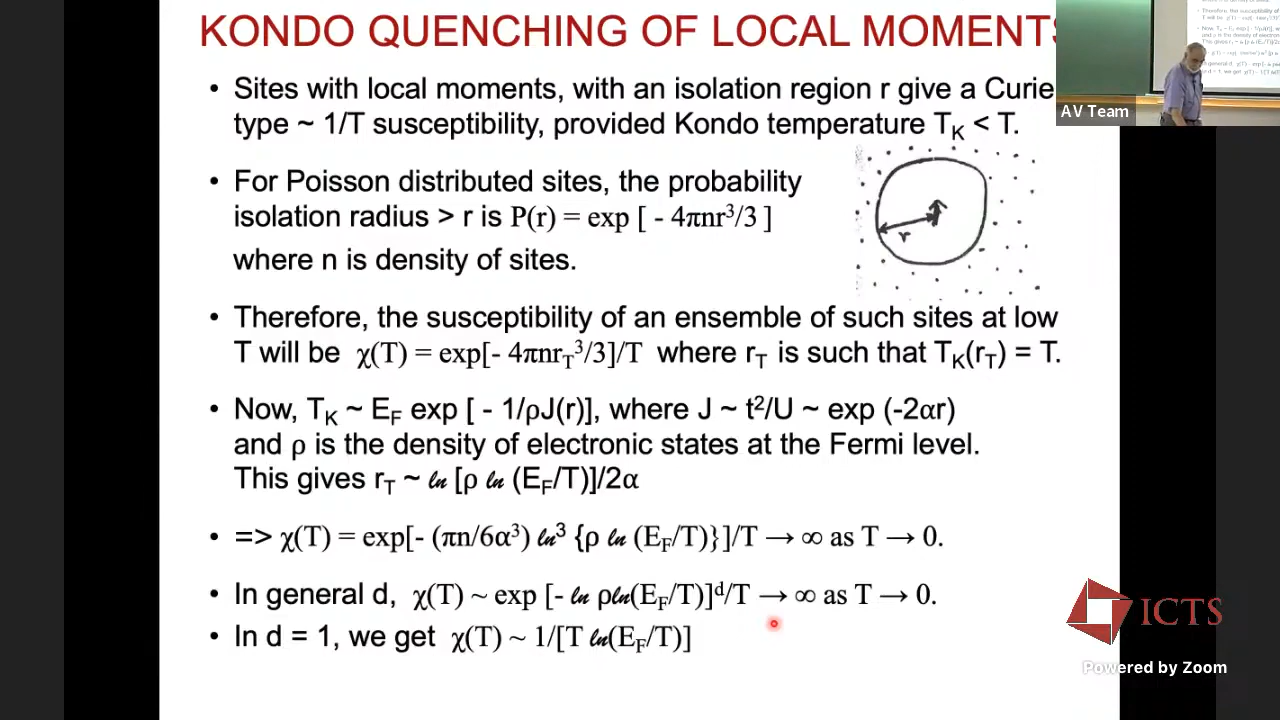 KONDO QUENCHING OF LOCAL MOMENTS
• Sites with local moments, with an isolation region r give a Curie
type ~ 1/T susceptibility, provided Kondo temperature T_K < T.
• For Poisson distributed sites, the probability
isolation radius > r is P(r) = exp [ - 4πnr³/3 ]
where n is density of sites.
r
• Therefore, the susceptibility of an ensemble of such sites at low
T will be χ(T) = exp[- 4πnr_T³/3]/T where r_T is such that T_K(r_T) = T.
• Now, T_K ~ E_F exp [ - 1/ρJ(r)], where J ~ t²/U ~ exp (-2αr)
and ρ is the density of electronic states at the Fermi level.
This gives r_T ~ ln [ρ ln (E_F/T)]/2α
• => χ(T) = exp[- (πn/6α³) ln³ {ρ ln (E_F/T)}]/T → ∞ as T → 0.
• In general d, χ(T) ~ exp [- ln ρln(E_F/T)]ᵈ/T → ∞ as T → 0.
• In d = 1, we get χ(T) ~ 1/[T ln(E_F/T)]
AV Team
ICTS
Powered by Zoom